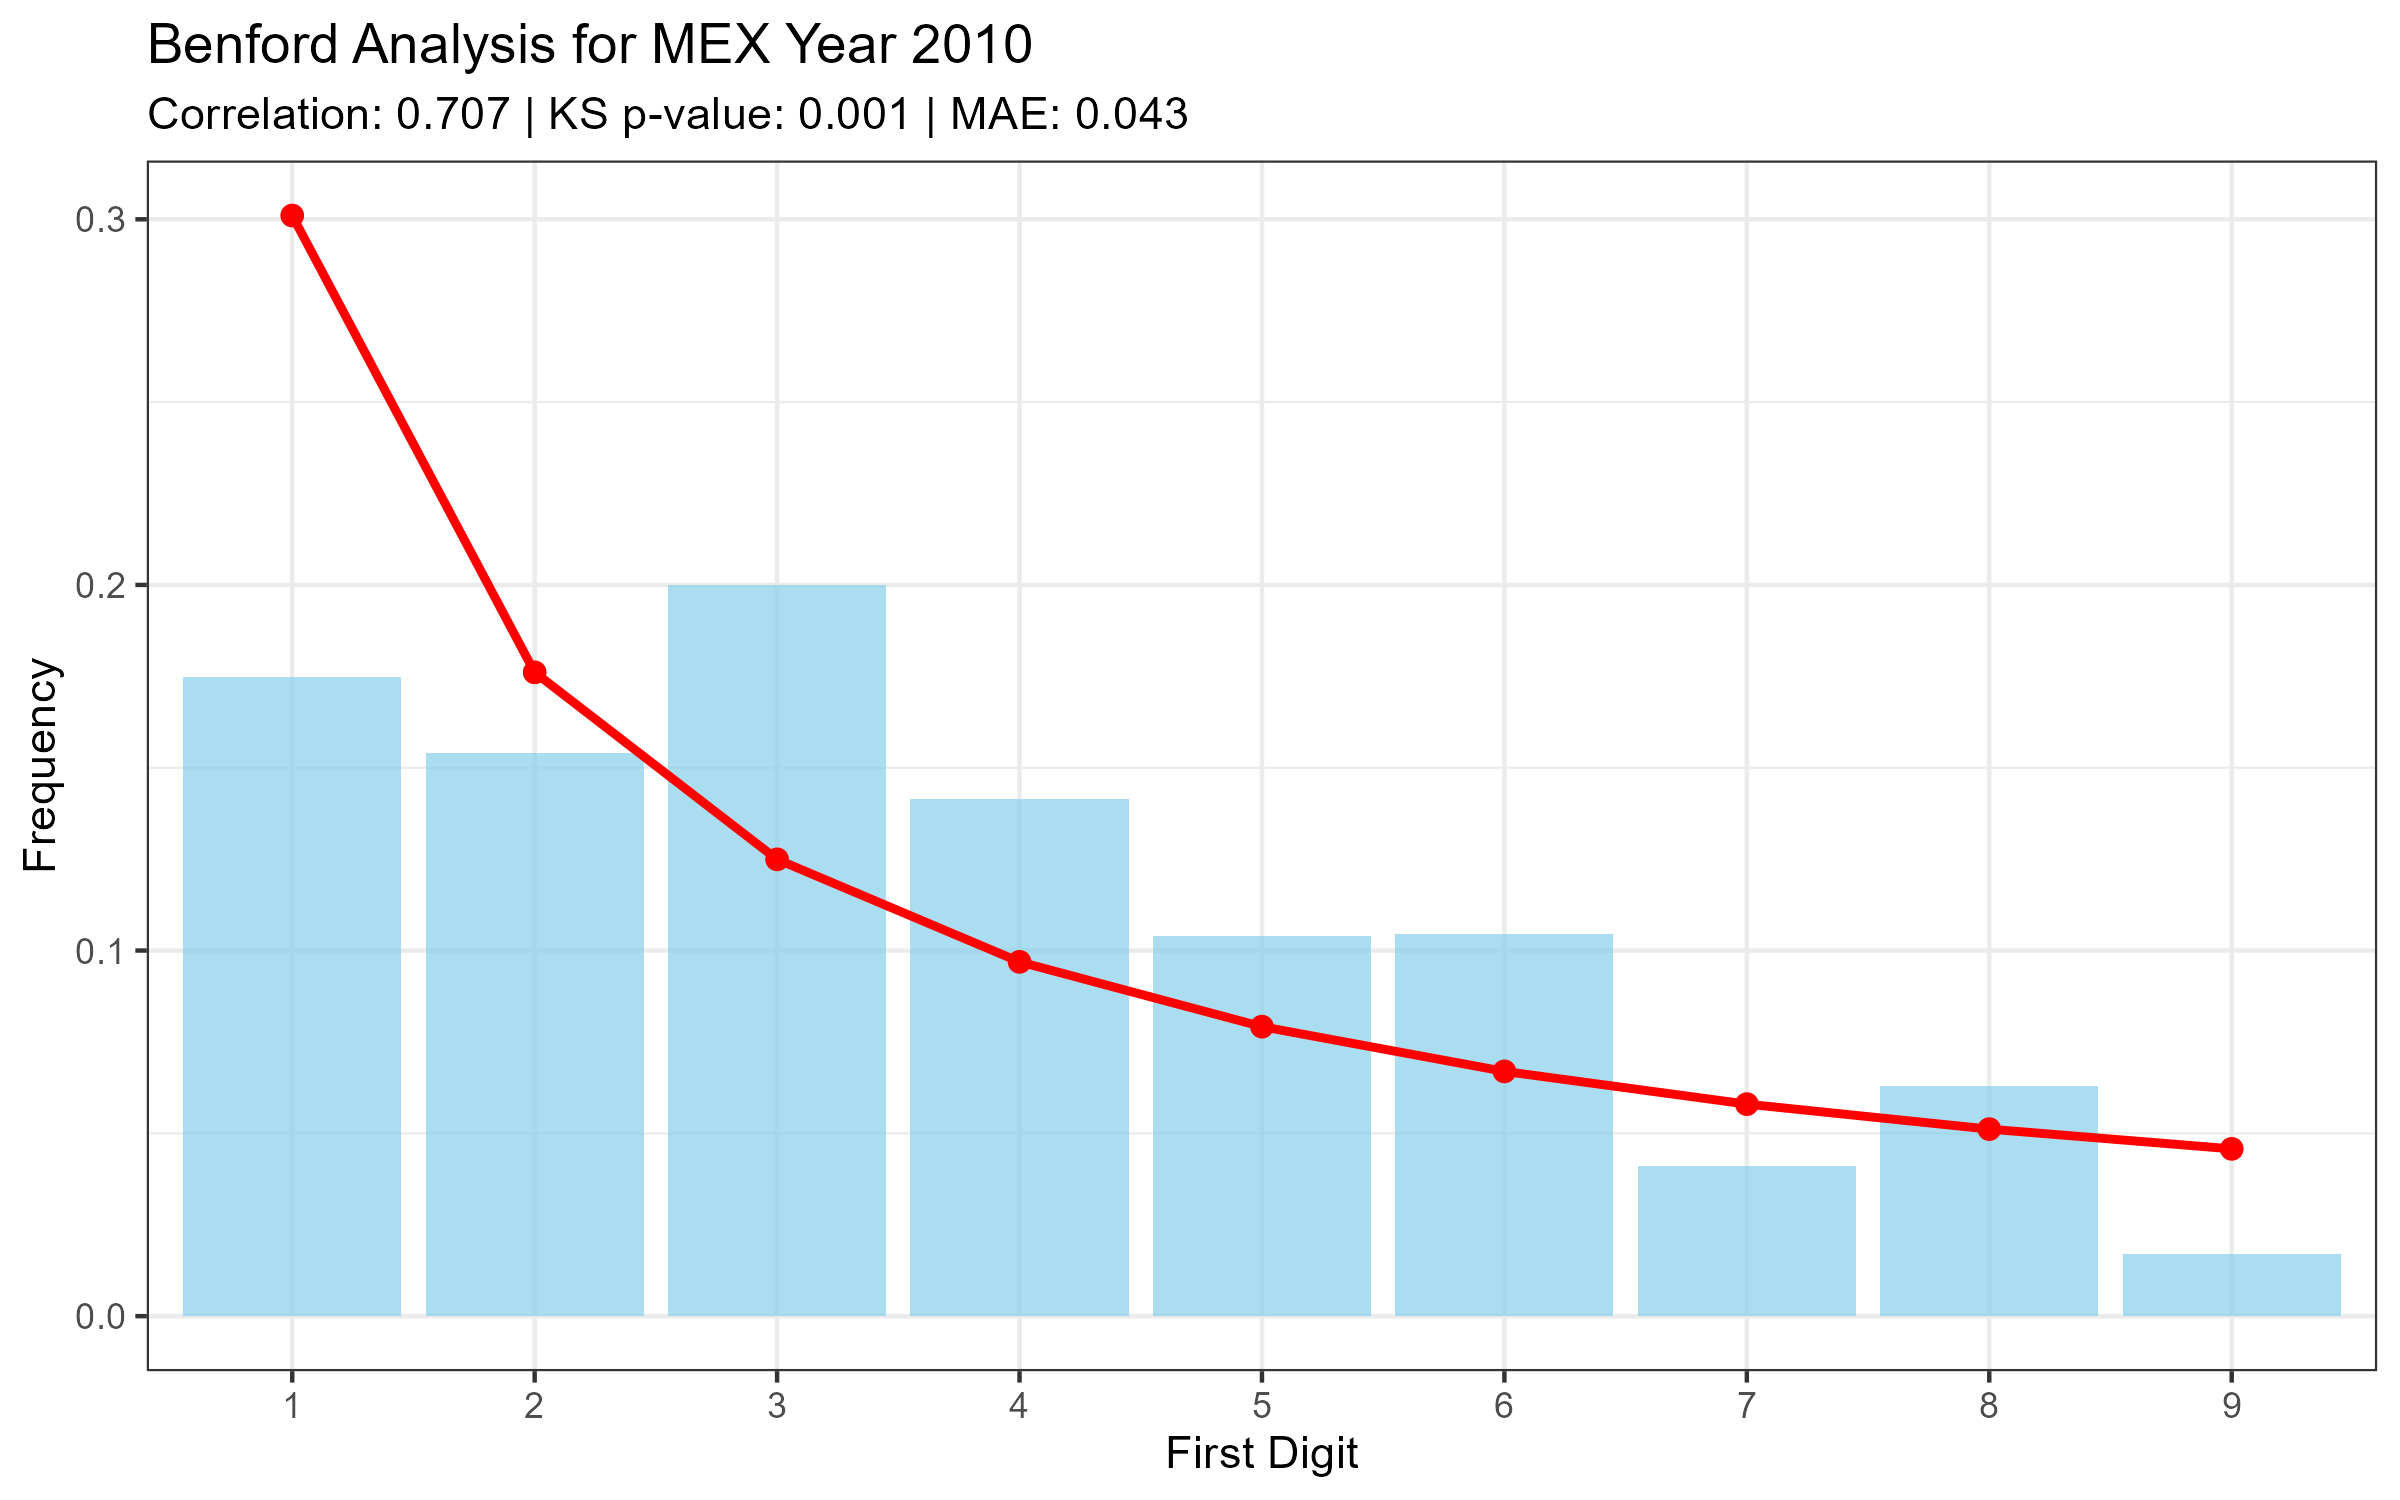 Benford Analysis for MEX Year 2010
Correlation: 0.707 | KS p-value: 0.001 | MAE: 0.043
0.3
0.2
0.1
0.0
Frequency
1 2 3 4 5 6 7 8 9
First Digit